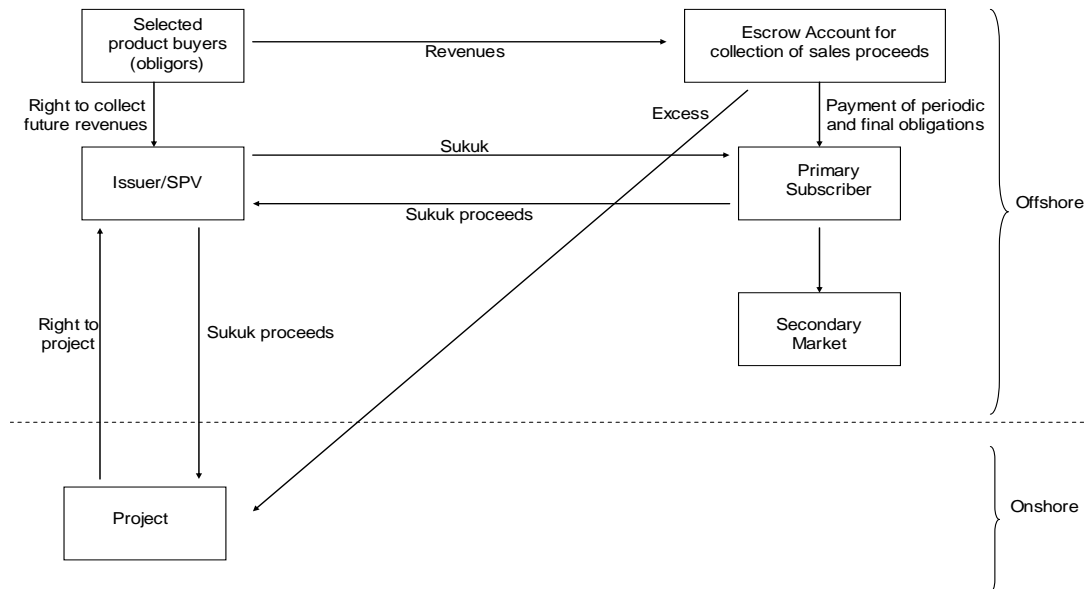 Selected
product buyers
(obligors)
Revenues
Escrow Account for
collection of sales proceeds
Right to collect
future revenues
Excess
Payment of periodic
and final obligations
Issuer/SPV
Sukuk
Sukuk proceeds
Primary
Subscriber
Offshore
Right to
project
Sukuk proceeds
Secondary
Market
Project
Onshore